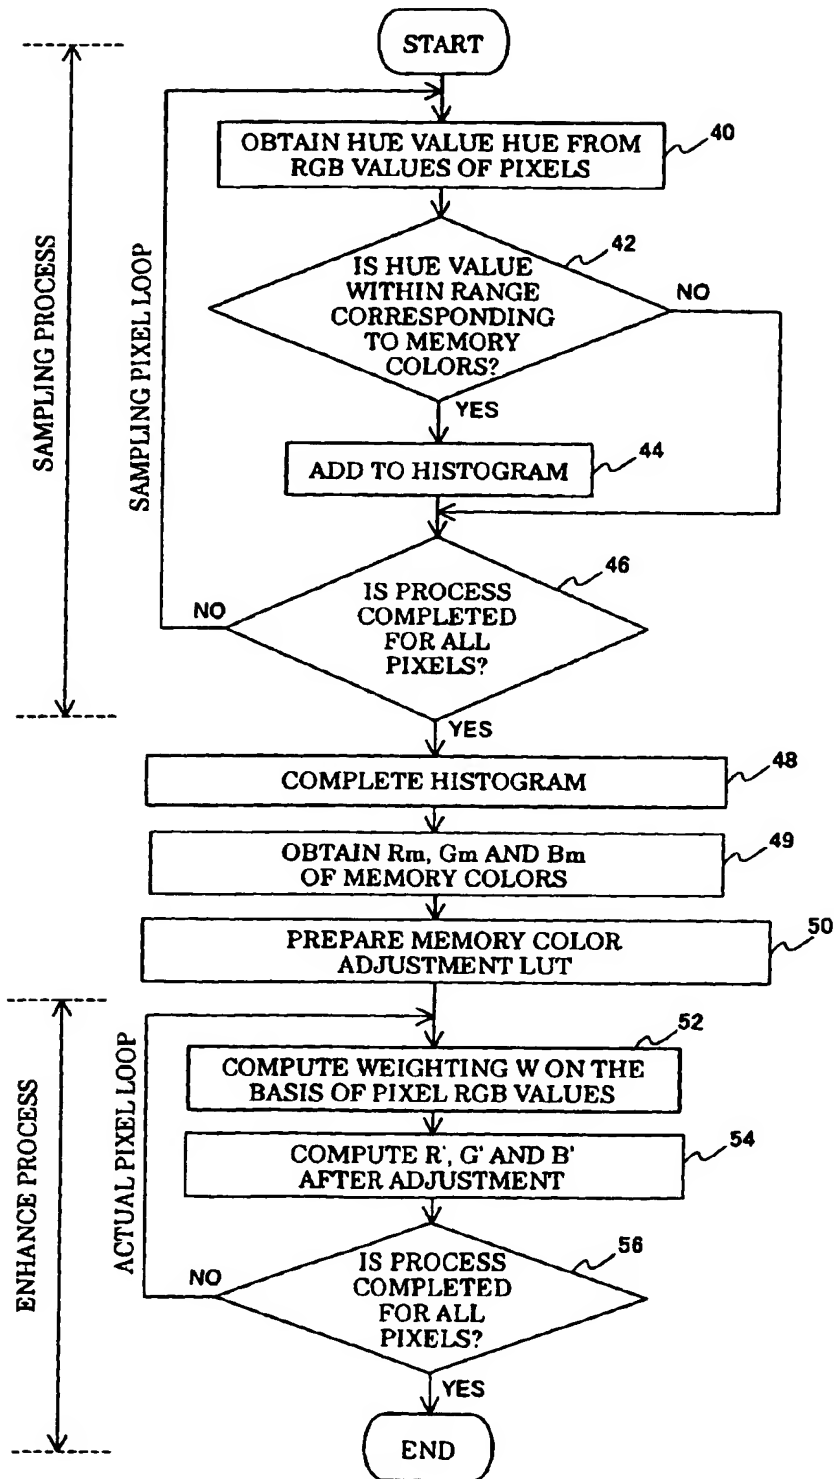 START
OBTAIN HUE VALUE HUE FROM
RGB VALUES OF PIXELS
40
IS HUE VALUE
WITHIN RANGE
CORRESPONDING
TO MEMORY
COLORS?
42
NO
YES
ADD TO HISTOGRAM
44
SAMPLING PROCESS
SAMPLING PIXEL LOOP
IS PROCESS
COMPLETED
FOR ALL
PIXELS?
46
NO
YES
COMPLETE HISTOGRAM
48
OBTAIN Rm, Gm AND Bm
OF MEMORY COLORS
49
PREPARE MEMORY COLOR
ADJUSTMENT LUT
50
ENHANCE PROCESS
ACTUAL PIXEL LOOP
COMPUTE WEIGHTING W ON THE
BASIS OF PIXEL RGB VALUES
52
COMPUTE R', G' AND B'
AFTER ADJUSTMENT
54
IS PROCESS
COMPLETED
FOR ALL
PIXELS?
56
NO
YES
END